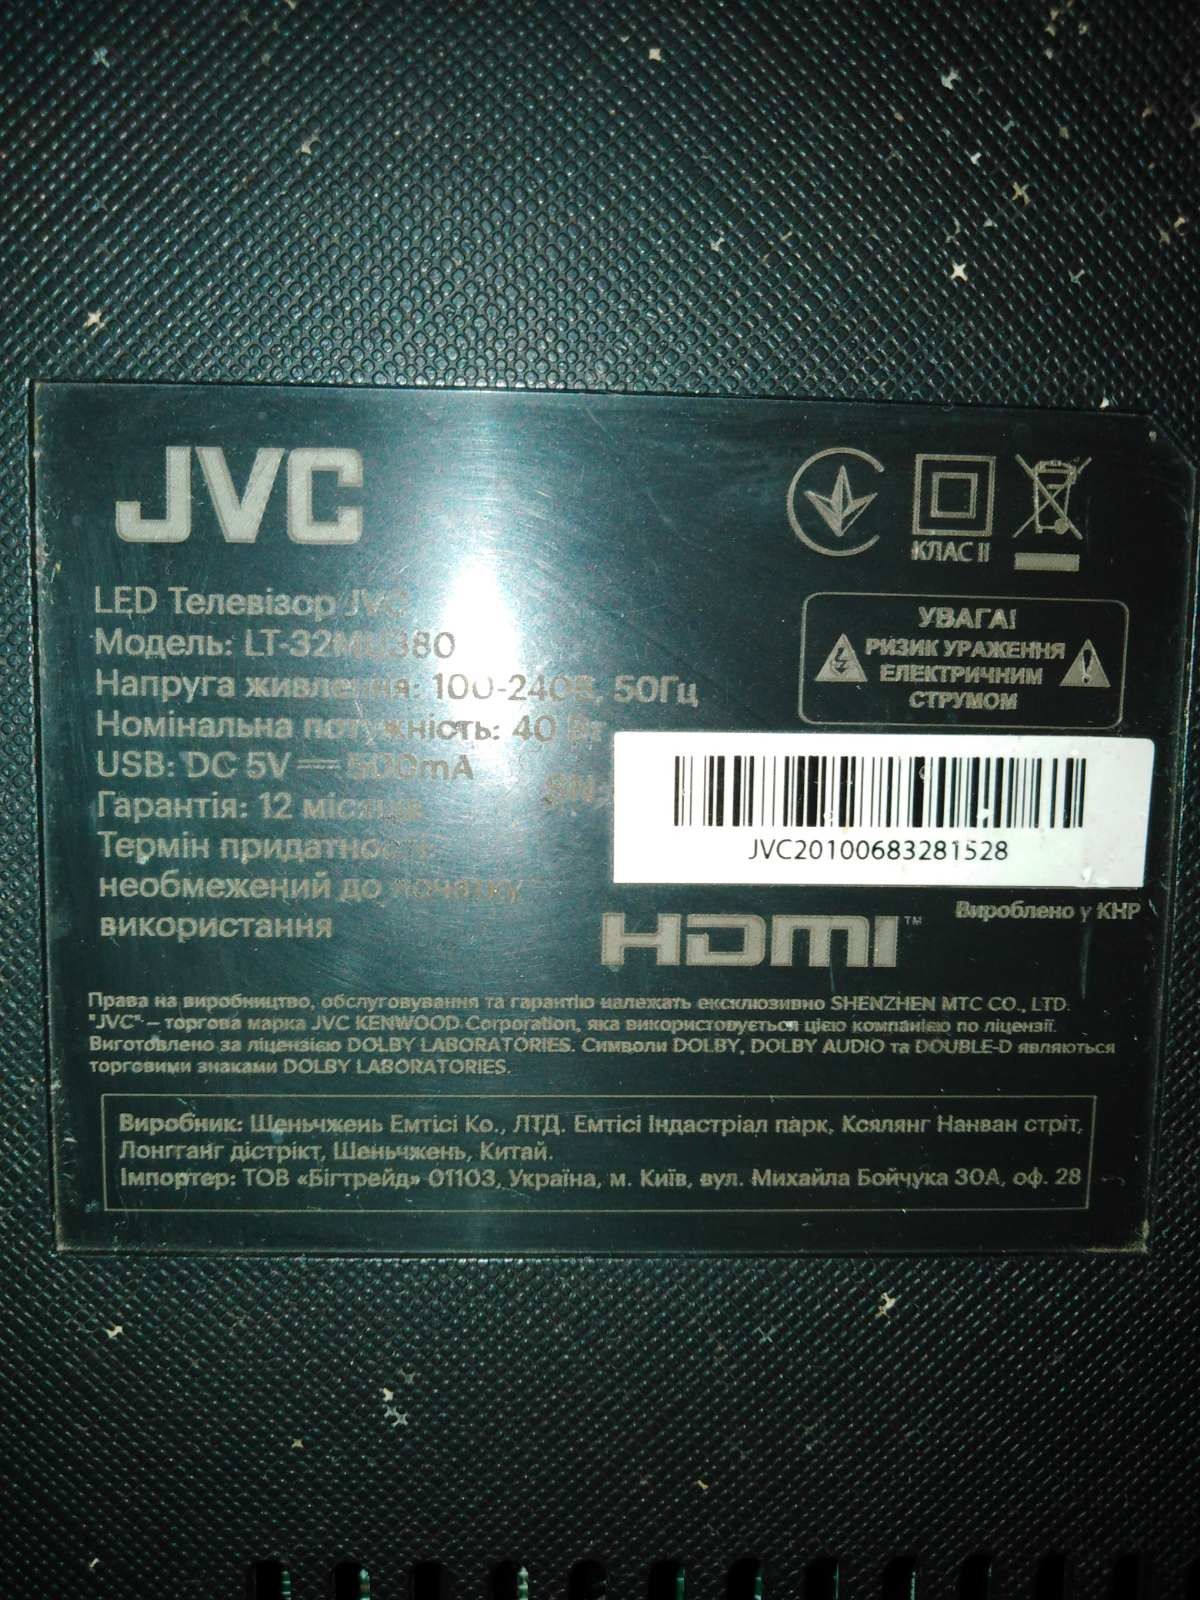 JVC
КЛАС II
LED Телевізор JVC
Модель: LT-32MU380
Напруга живлення: 100-240В, 50Гц
Номінальна потужність: 40 Вт
USB: DC 5V 500mA
Гарантія: 12 місяців
Термін придатності
необмежений до початку
використання
УВАГА!
РИЗИК УРАЖЕННЯ
ЕЛЕКТРИЧНИМ
СТРУМОМ
SN:
JVC20100683281528
HDMI™
Вироблено у КНР
Права на виробництво, обслуговування та гарантію належать ексклюзивно SHENZHEN MTC CO., LTD.
"JVC" – торгова марка JVC KENWOOD Corporation, яка використовується цією компанією по ліцензії.
Виготовлено за ліцензією DOLBY LABORATORIES. Символи DOLBY, DOLBY AUDIO та DOUBLE-D являються
торговими знаками DOLBY LABORATORIES.
Виробник: Шеньчжень Емтісі Ко., ЛТД. Емтісі Індастріал парк, Ксялянг Нанван стріт,
Лонгганг дістрікт, Шеньчжень, Китай.
Імпортер: ТОВ «Бігтрейд» 01103, Україна, м. Київ, вул. Михайла Бойчука 30А, оф. 28